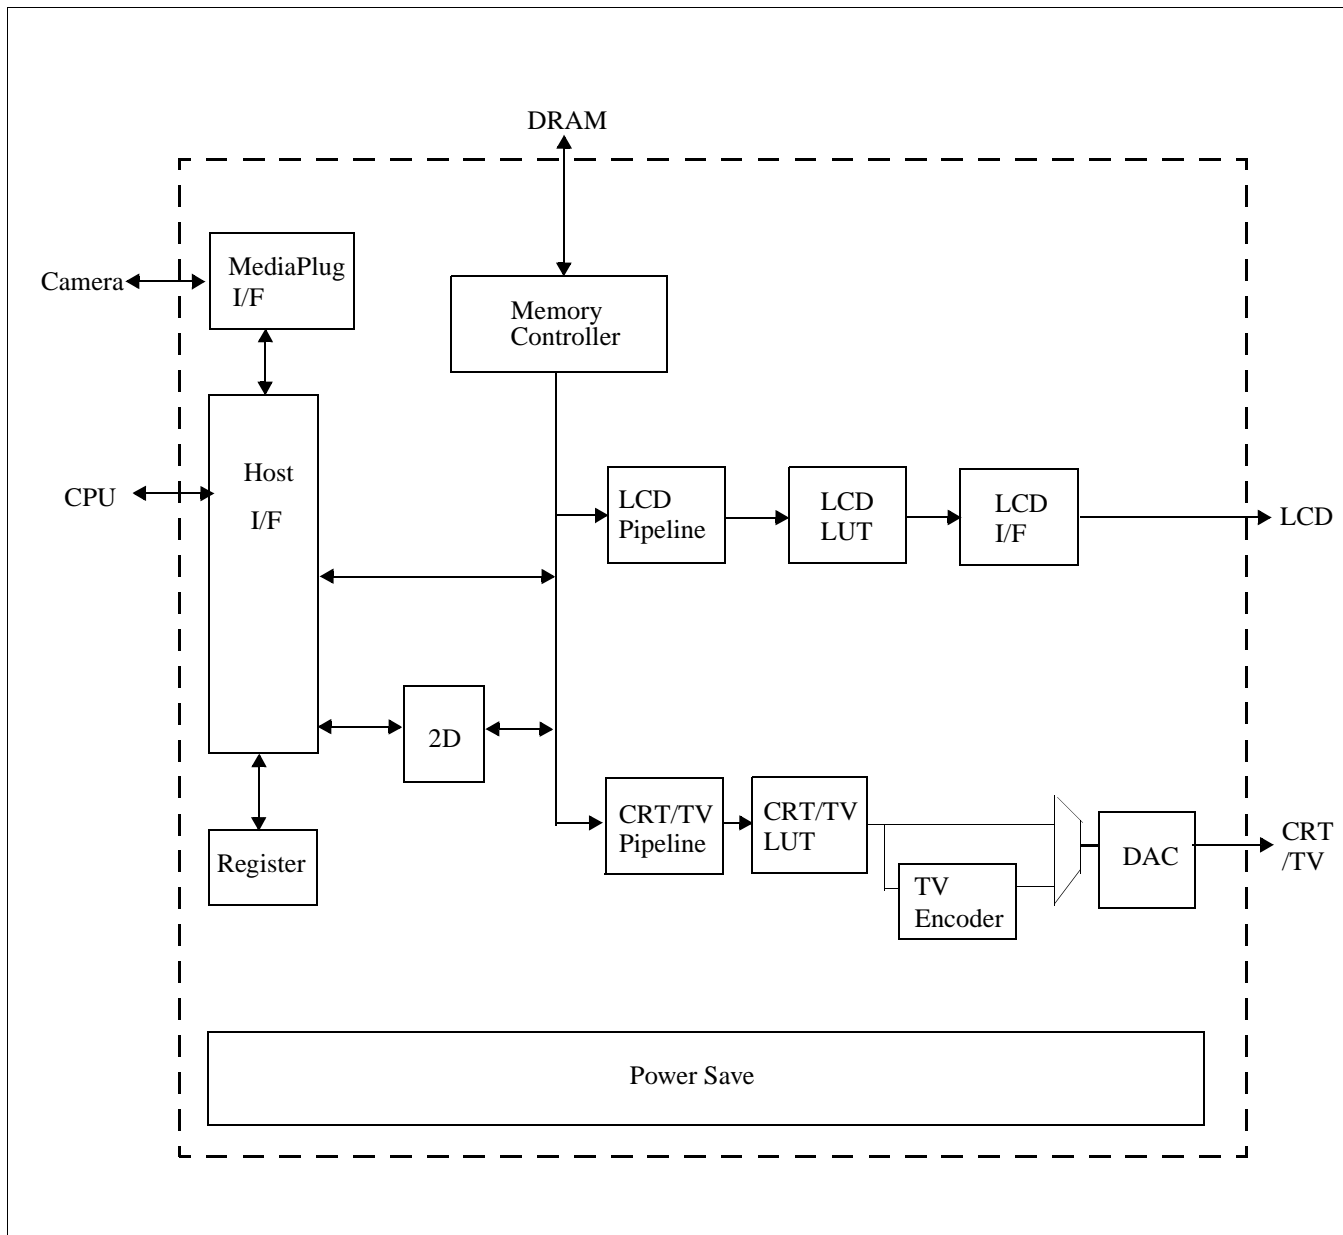 DRAM
Camera
MediaPlug
I/F
Memory
Controller
Host
I/F
CPU
LCD
Pipeline
LCD
LUT
LCD
I/F
LCD
2D
CRT/TV
Pipeline
CRT/TV
LUT
TV
Encoder
DAC
CRT
/TV
Register
Power Save